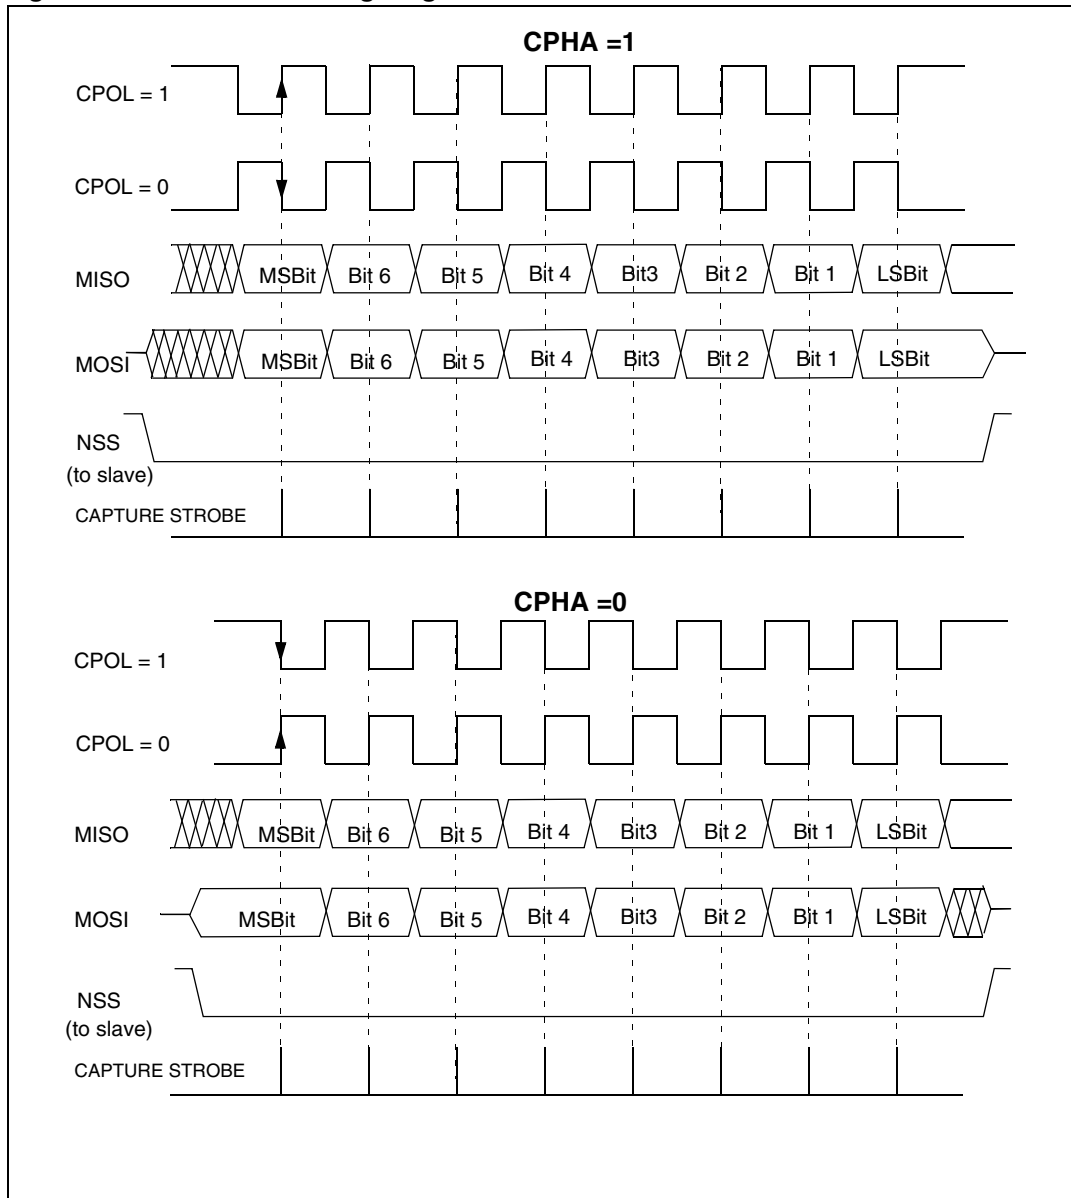 CPHA =1
CPOL = 1
CPOL = 0
MISO MSBit Bit 6 Bit 5 Bit 4 Bit3 Bit 2 Bit 1 LSBit
MOSI MSBit Bit 6 Bit 5 Bit 4 Bit3 Bit 2 Bit 1 LSBit
NSS
(to slave)
CAPTURE STROBE
CPHA =0
CPOL = 1
CPOL = 0
MISO MSBit Bit 6 Bit 5 Bit 4 Bit3 Bit 2 Bit 1 LSBit
MOSI MSBit Bit 6 Bit 5 Bit 4 Bit3 Bit 2 Bit 1 LSBit
NSS
(to slave)
CAPTURE STROBE